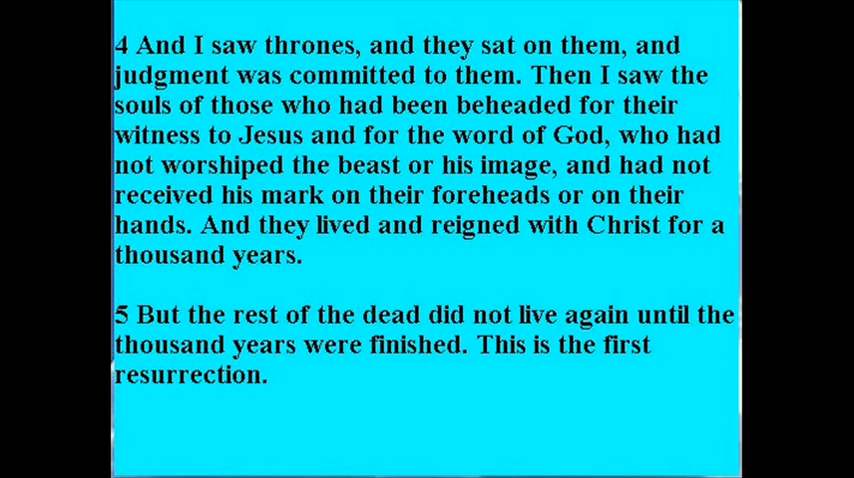 4 And I saw thrones, and they sat on them, and
judgment was committed to them. Then I saw the
souls of those who had been beheaded for their
witness to Jesus and for the word of God, who had
not worshiped the beast or his image, and had not
received his mark on their foreheads or on their
hands. And they lived and reigned with Christ for a
thousand years.
5 But the rest of the dead did not live again until the
thousand years were finished. This is the first
resurrection.